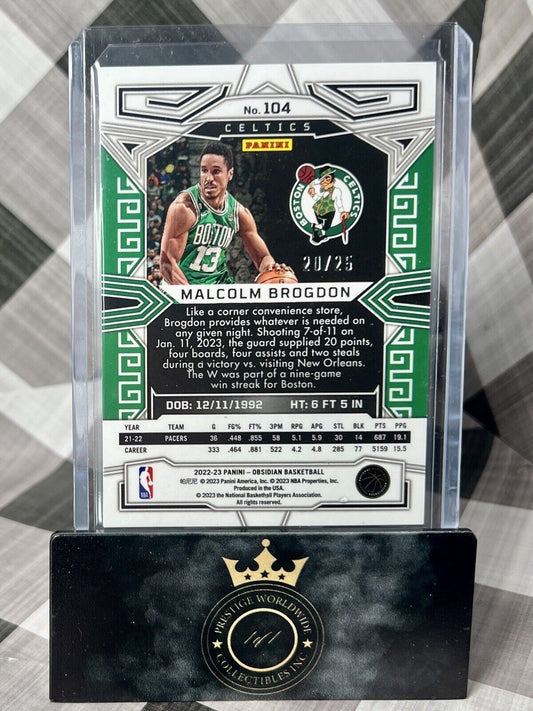 No. 104
CELTICS
PANINI
BOSTON CELTICS
BOSTON
13
20/25
MALCOLM BROGDON
Like a corner convenience store,
Brogdon provides whatever is needed on
any given night. Shooting 7-of-11 on
Jan. 11, 2023, the guard supplied 20 points,
four boards, four assists and two steals
during a victory vs. visiting New Orleans.
The W was part of a nine-game
win streak for Boston.
DOB: 12/11/1992 HT: 6 FT 5 IN
YEAR TEAM G FG% FT% 3PM RPG APG STL BLK PTS PPG
21-22 PACERS 36 .448 .855 58 5.1 5.9 30 14 687 19.1
CAREER 333 .464 .881 522 4.2 4.8 285 77 5159 15.5
2022-23 PANINI – OBSIDIAN BASKETBALL
帕尼尼 © 2023 Panini America, Inc. © 2023 NBA Properties, Inc.
Produced in the USA.
© 2023 the National Basketball Players Association.
All rights reserved.
NBA
PRESTIGE WORLDWIDE
1 of 1
COLLECTIBLES INC